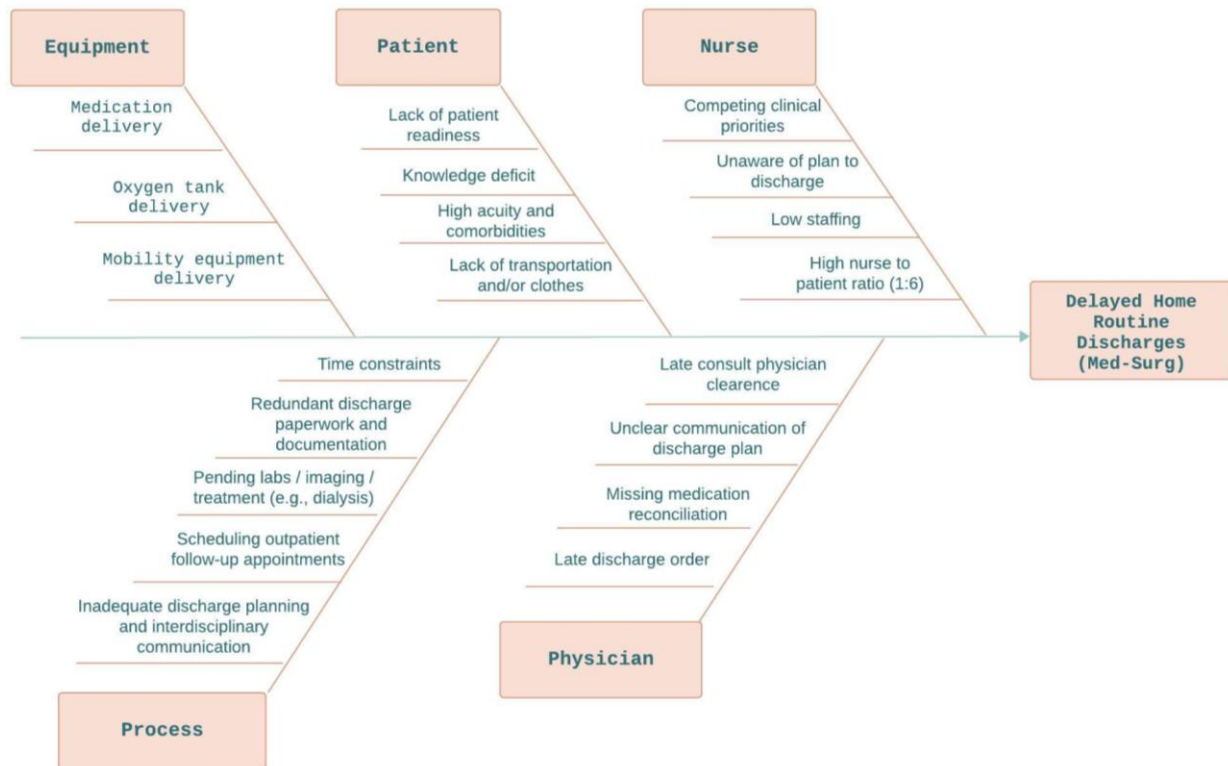 Equipment
Medication
delivery
Oxygen tank
delivery
Mobility equipment
delivery
Patient
Lack of patient
readiness
Knowledge deficit
High acuity and
comorbidities
Lack of transportation
and/or clothes
Nurse
Competing clinical
priorities
Unaware of plan to
discharge
Low staffing
High nurse to
patient ratio (1:6)
Delayed Home
Routine
Discharges
(Med-Surg)
Time constraints
Redundant discharge
paperwork and
documentation
Pending labs / imaging /
treatment (e.g., dialysis)
Scheduling outpatient
follow-up appointments
Inadequate discharge planning
and interdisciplinary
communication
Process
Late consult physician
clearence
Unclear communication of
discharge plan
Missing medication
reconciliation
Late discharge order
Physician